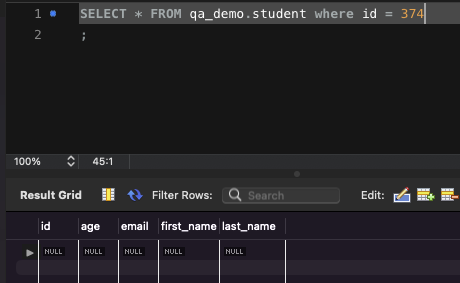 1 SELECT * FROM qa_demo.student where id = 374
2 ;
100% 45:1
Result Grid Filter Rows: Search Edit:
id age email first_name last_name
NULL NULL NULL NULL NULL